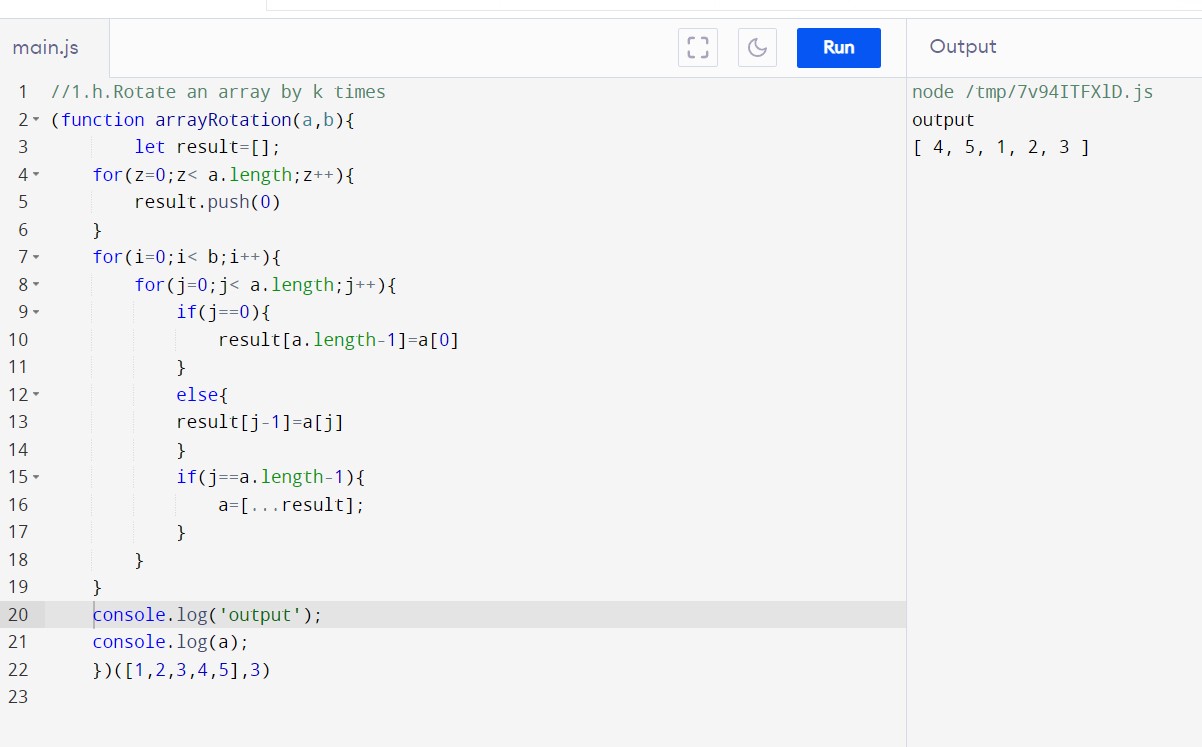 main.js
Run
Output
1 //1.h.Rotate an array by k times
2 (function arrayRotation(a,b){
3 let result=[];
4 for(z=0;z< a.length;z++){
5 result.push(0)
6 }
7 for(i=0;i< b;i++){
8 for(j=0;j< a.length;j++){
9 if(j==0){
10 result[a.length-1]=a[0]
11 }
12 else{
13 result[j-1]=a[j]
14 }
15 if(j==a.length-1){
16 a=[...result];
17 }
18 }
19 }
20 console.log('output');
21 console.log(a);
22 })([1,2,3,4,5],3)
23
node /tmp/7v94ITFXlD.js
output
[ 4, 5, 1, 2, 3 ]